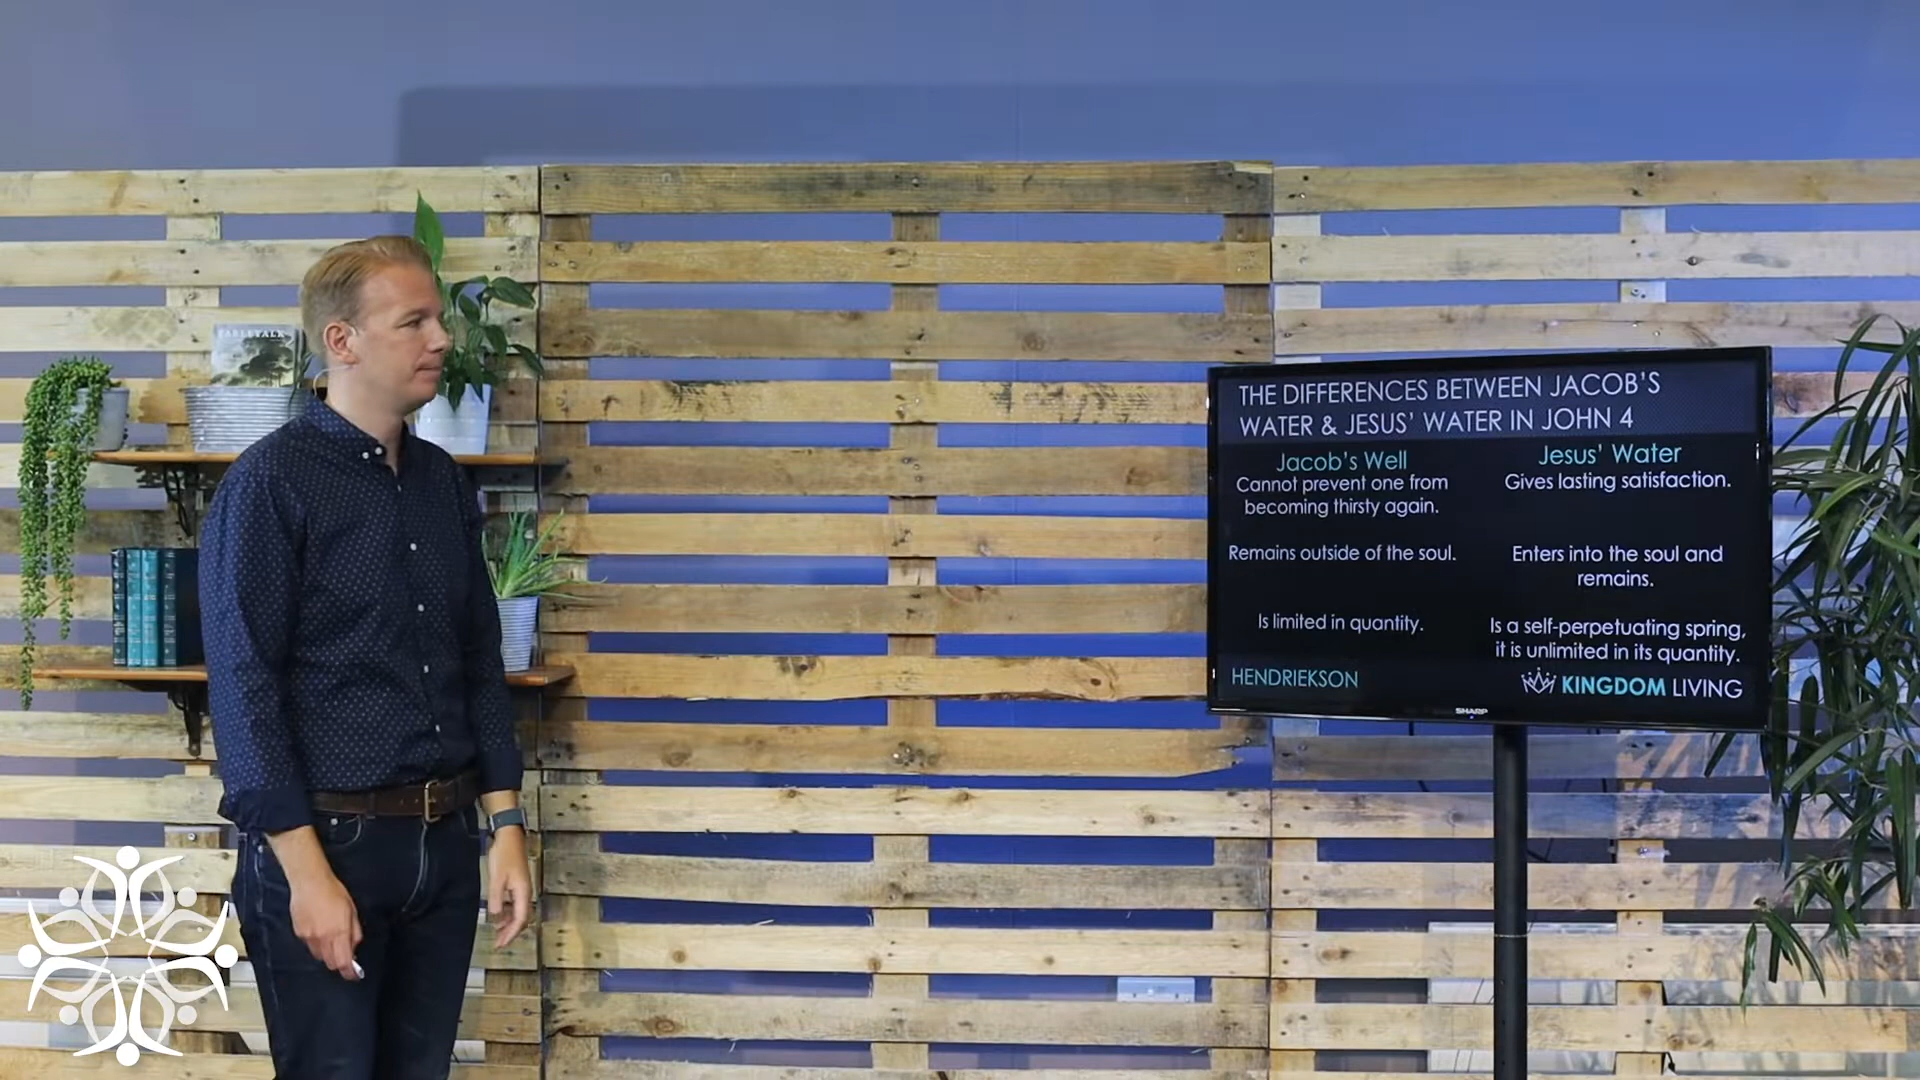 TABLETALK
THE DIFFERENCES BETWEEN JACOB'S
WATER & JESUS' WATER IN JOHN 4
Jacob's Well
Cannot prevent one from
becoming thirsty again.
Remains outside of the soul.
Is limited in quantity.
Jesus' Water
Gives lasting satisfaction.
Enters into the soul and
remains.
Is a self-perpetuating spring,
it is unlimited in its quantity.
HENDRIEKSON
KINGDOM LIVING
SHARP